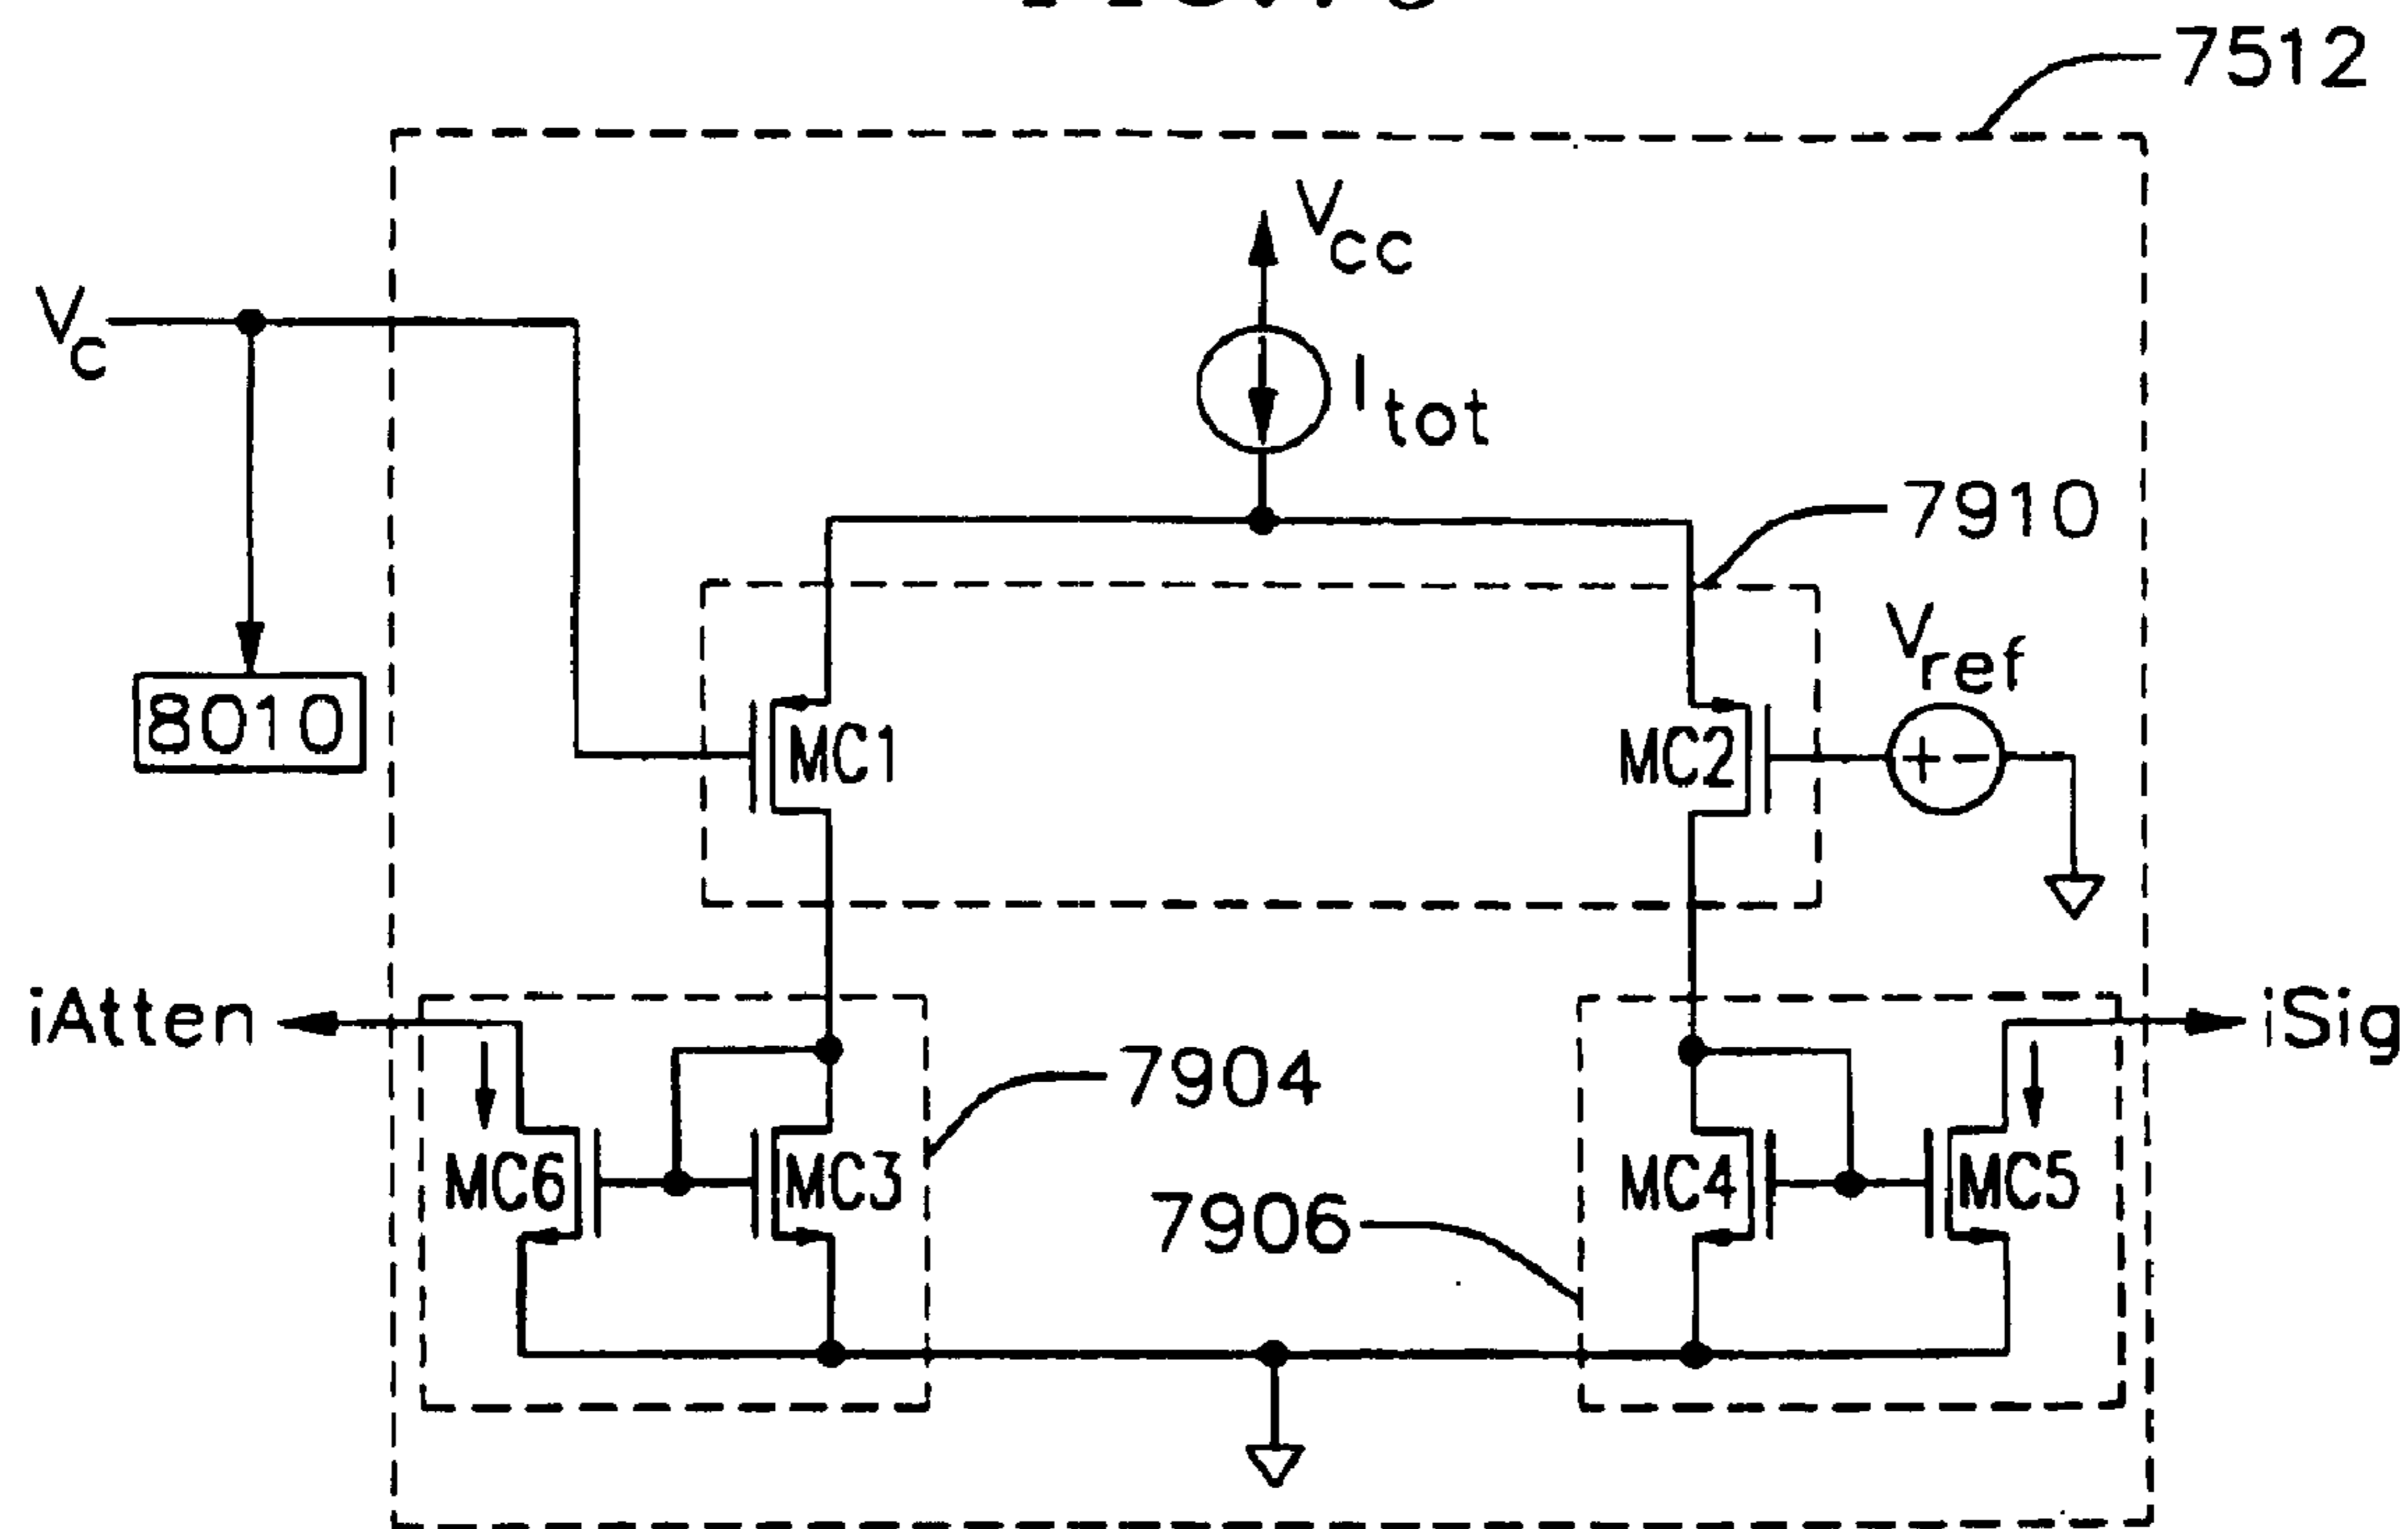 7512
Vcc
Vc
Itot
7910
Vref
8010
MC1
MC2
+ −
iAtten
iSig
7904
MC6
MC3
MC4
MC5
7906